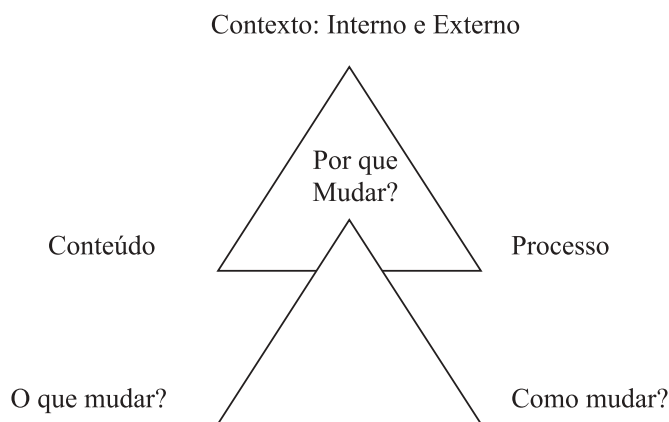 Contexto: Interno e Externo
Por que
Mudar?
Conteúdo
Processo
O que mudar?
Como mudar?